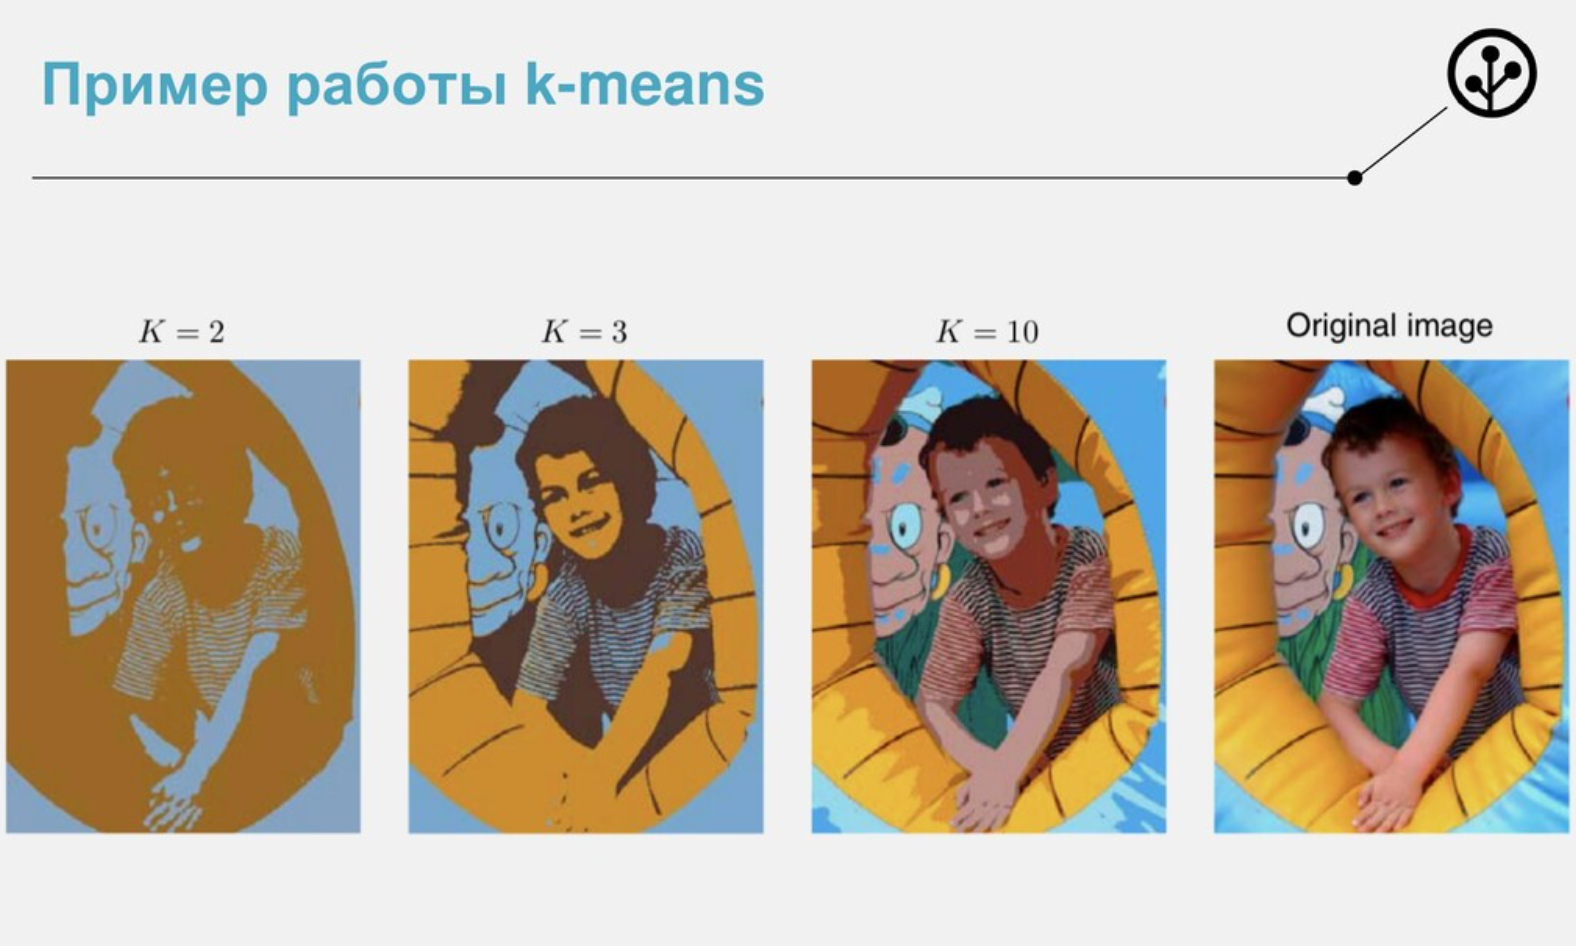 Пример работы k-means
K = 2
K = 3
K = 10
Original image